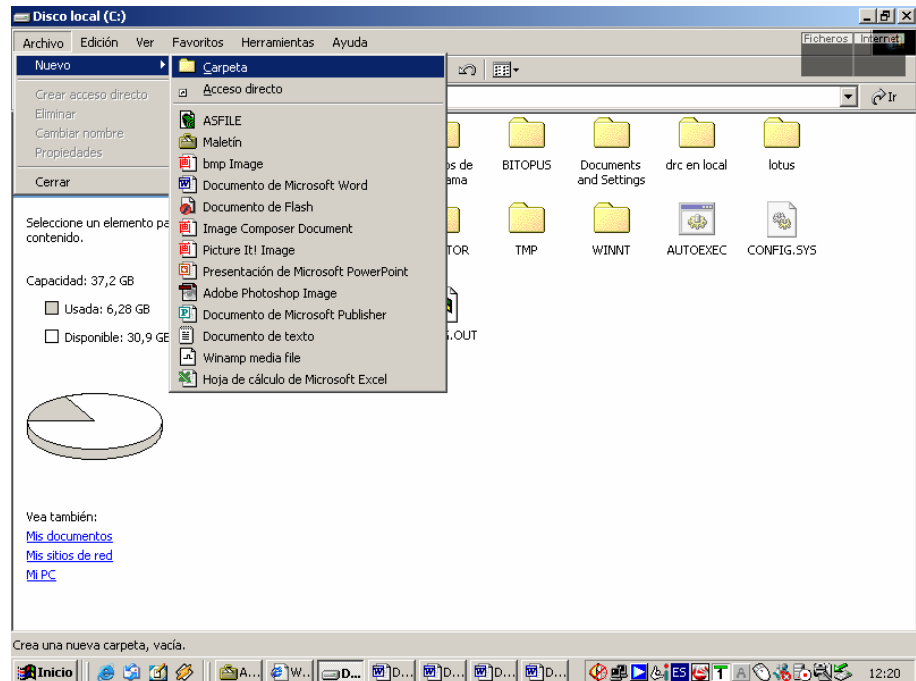 Disco local (C:)
Archivo Edición Ver Favoritos Herramientas Ayuda
Ficheros Internet
Nuevo
Crear acceso directo
Eliminar
Cambiar nombre
Propiedades
Cerrar
Carpeta
Acceso directo
ASFILE
Maletín
bmp Image
Documento de Microsoft Word
Documento de Flash
Image Composer Document
Picture It! Image
Presentación de Microsoft PowerPoint
Adobe Photoshop Image
Documento de Microsoft Publisher
Documento de texto
Winamp media file
Hoja de cálculo de Microsoft Excel
Ir
BITOPUS
Documents
and Settings
drc en local
lotus
TMP
WINNT
AUTOEXEC
CONFIG.SYS
.OUT
Seleccione un elemento pa
contenido.
Capacidad: 37,2 GB
Usada: 6,28 GB
Disponible: 30,9 GB
Vea también:
Mis documentos
Mis sitios de red
Mi PC
Crea una nueva carpeta, vacía.
Inicio A... W... D... D... D... D... D... ES 12:20